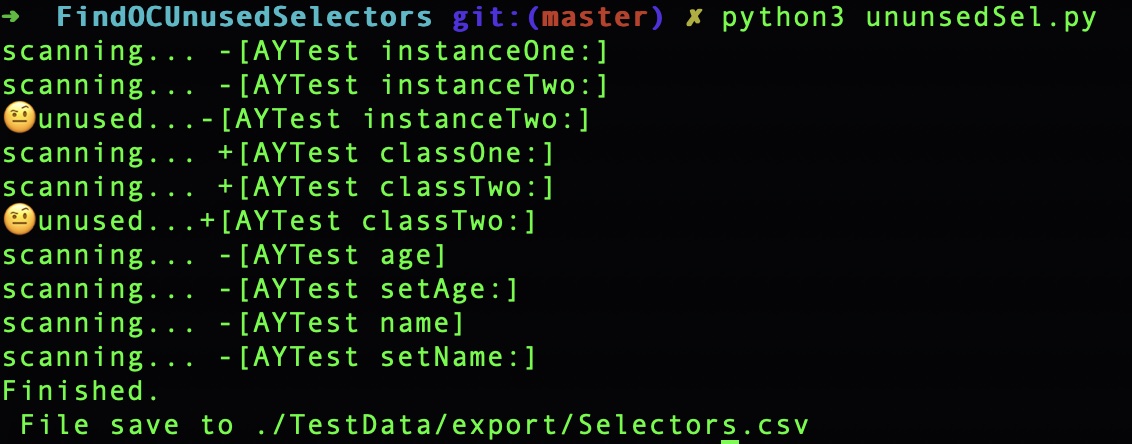 ➜  FindOCUnusedSelectors git:(master) ✗ python3 ununsedSel.py
scanning... -[AYTest instanceOne:]
scanning... -[AYTest instanceTwo:]
🤨unused...-[AYTest instanceTwo:]
scanning... +[AYTest classOne:]
scanning... +[AYTest classTwo:]
🤨unused...+[AYTest classTwo:]
scanning... -[AYTest age]
scanning... -[AYTest setAge:]
scanning... -[AYTest name]
scanning... -[AYTest setName:]
Finished.
 File save to ./TestData/export/Selectors.csv